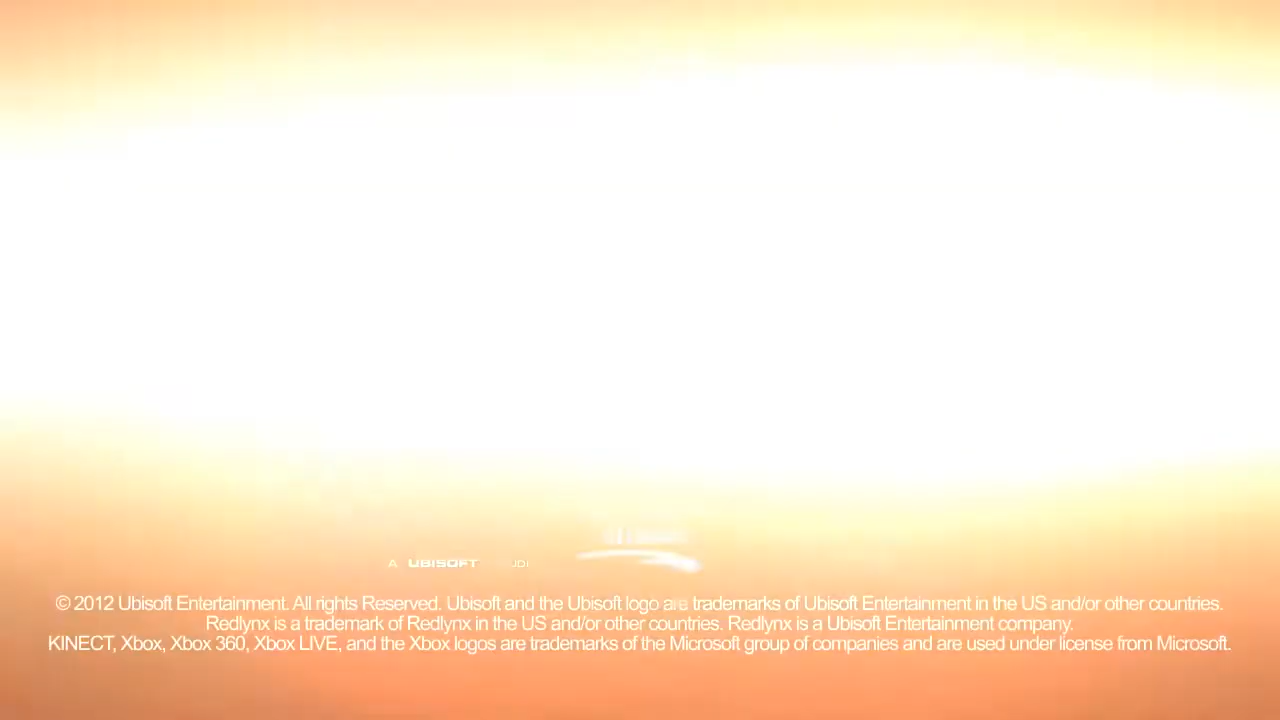 A UBISOFT
© 2012 Ubisoft Entertainment. All rights Reserved. Ubisoft and the Ubisoft logo are trademarks of Ubisoft Entertainment in the US and/or other countries.
Redlynx is a trademark of Redlynx in the US and/or other countries. Redlynx is a Ubisoft Entertainment company.
KINECT, Xbox, Xbox 360, Xbox LIVE, and the Xbox logos are trademarks of the Microsoft group of companies and are used under license from Microsoft.